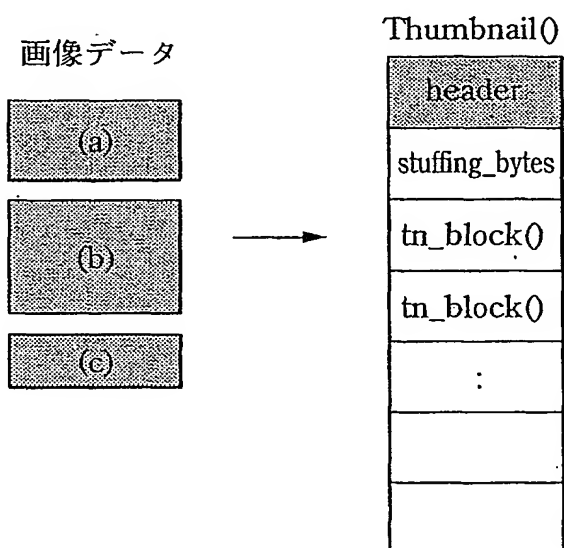 画像データ
(a)
(b)
(c)
Thumbnail()
header
stuffing_bytes
tn_block()
tn_block()
: